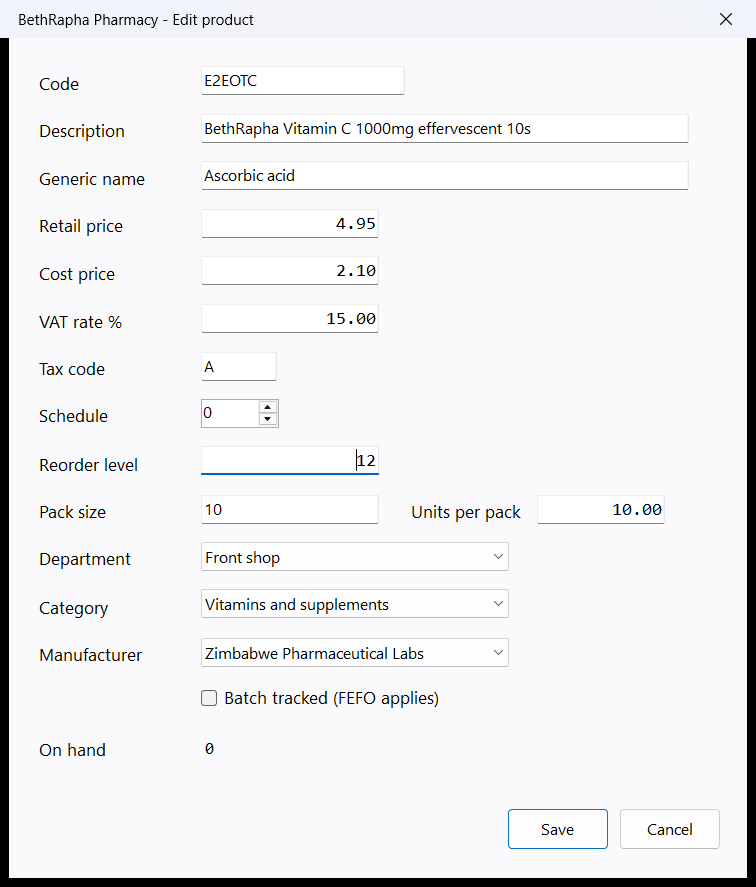 BethRapha Pharmacy - Edit product
Code E2EOTC
Description BethRapha Vitamin C 1000mg effervescent 10s
Generic name Ascorbic acid
Retail price 4.95
Cost price 2.10
VAT rate % 15.00
Tax code A
Schedule 0
Reorder level 12
Pack size 10 Units per pack 10.00
Department Front shop
Category Vitamins and supplements
Manufacturer Zimbabwe Pharmaceutical Labs
Batch tracked (FEFO applies)
On hand 0
Save Cancel